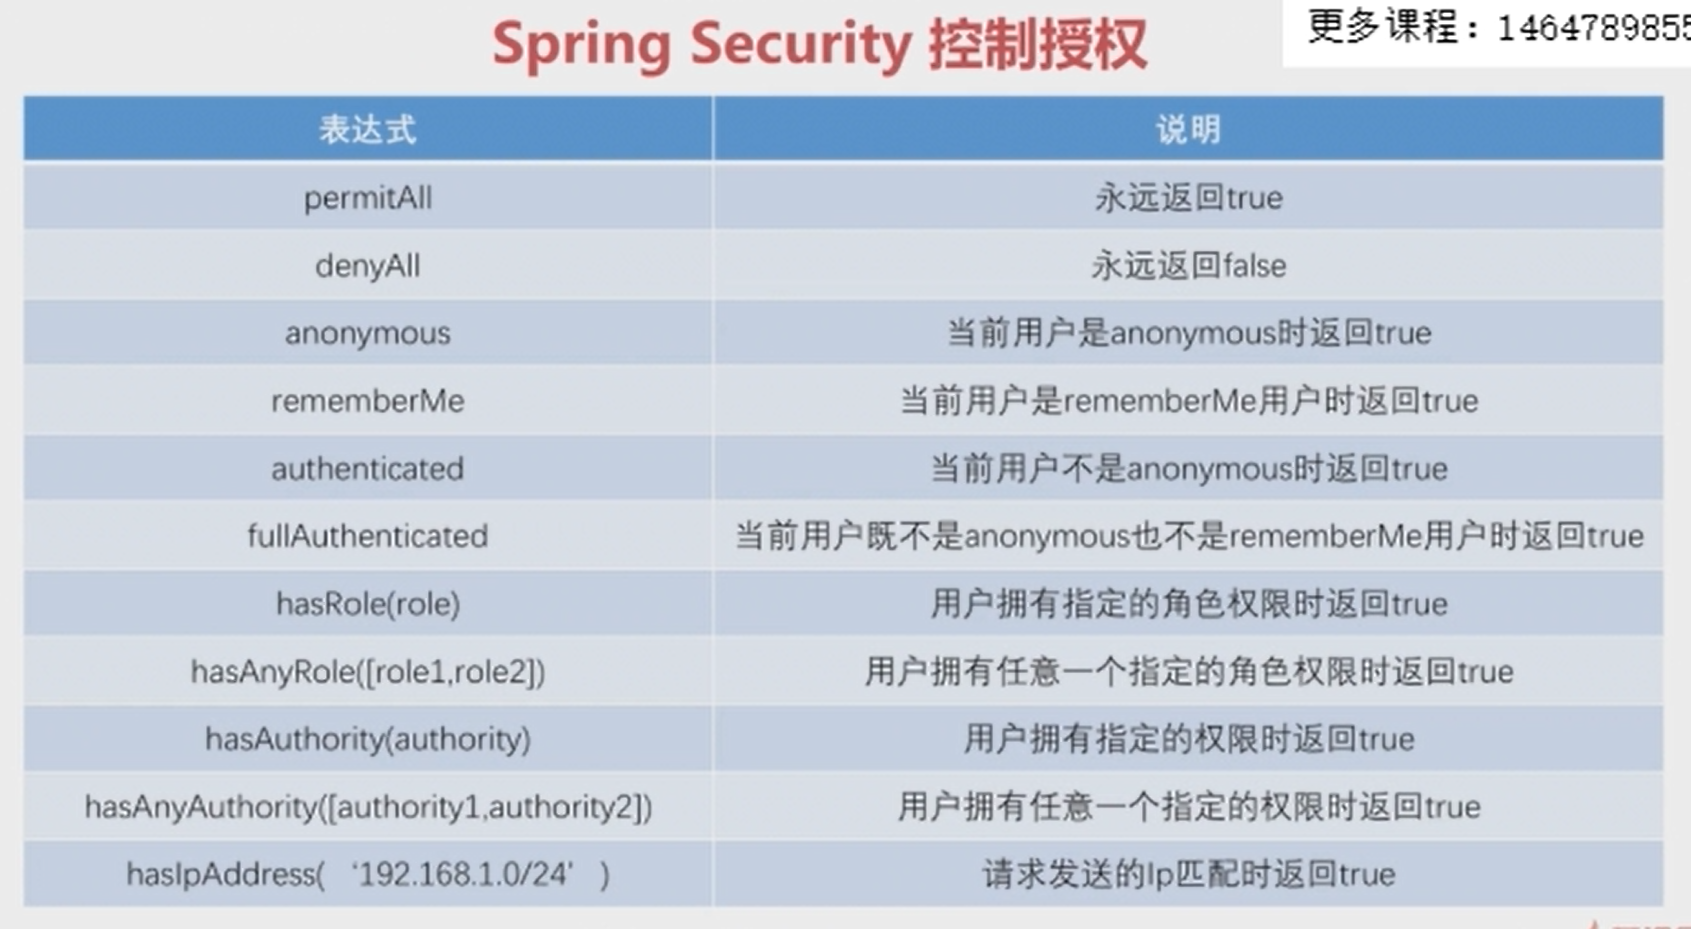 Spring Security 控制授权
更多课程：1464789855
表达式 说明
permitAll 永远返回true
denyAll 永远返回false
anonymous 当前用户是anonymous时返回true
rememberMe 当前用户是rememberMe用户时返回true
authenticated 当前用户不是anonymous时返回true
fullAuthenticated 当前用户既不是anonymous也不是rememberMe用户时返回true
hasRole(role) 用户拥有指定的角色权限时返回true
hasAnyRole([role1,role2]) 用户拥有任意一个指定的角色权限时返回true
hasAuthority(authority) 用户拥有指定的权限时返回true
hasAnyAuthority([authority1,authority2]) 用户拥有任意一个指定的权限时返回true
hasIpAddress( ‘192.168.1.0/24’ ) 请求发送的Ip匹配时返回true